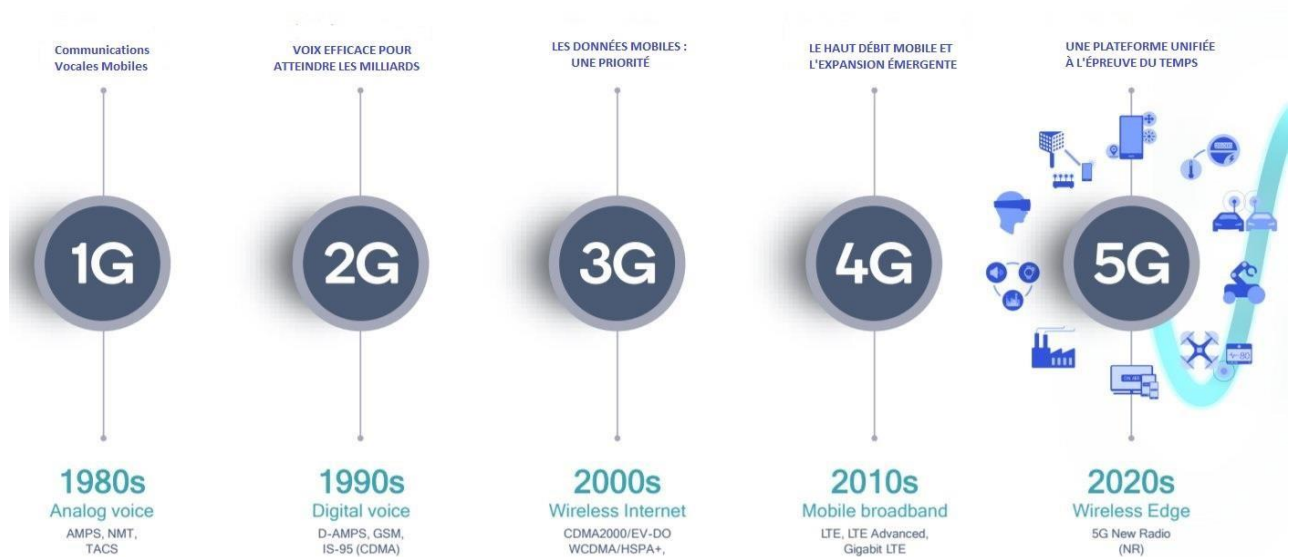 Communications
Vocales Mobiles
VOIX EFFICACE POUR
ATTEINDRE LES MILLIARDS
LES DONNÉES MOBILES :
UNE PRIORITÉ
LE HAUT DÉBIT MOBILE ET
L'EXPANSION ÉMERGENTE
UNE PLATEFORME UNIFIÉE
À L'ÉPREUVE DU TEMPS
1G
2G
3G
4G
5G
1980s
Analog voice
AMPS, NMT,
TACS
1990s
Digital voice
D-AMPS, GSM,
IS-95 (CDMA)
2000s
Wireless Internet
CDMA2000/EV-DO
WCDMA/HSPA+,
2010s
Mobile broadband
LTE, LTE Advanced,
Gigabit LTE
2020s
Wireless Edge
5G New Radio
(NR)